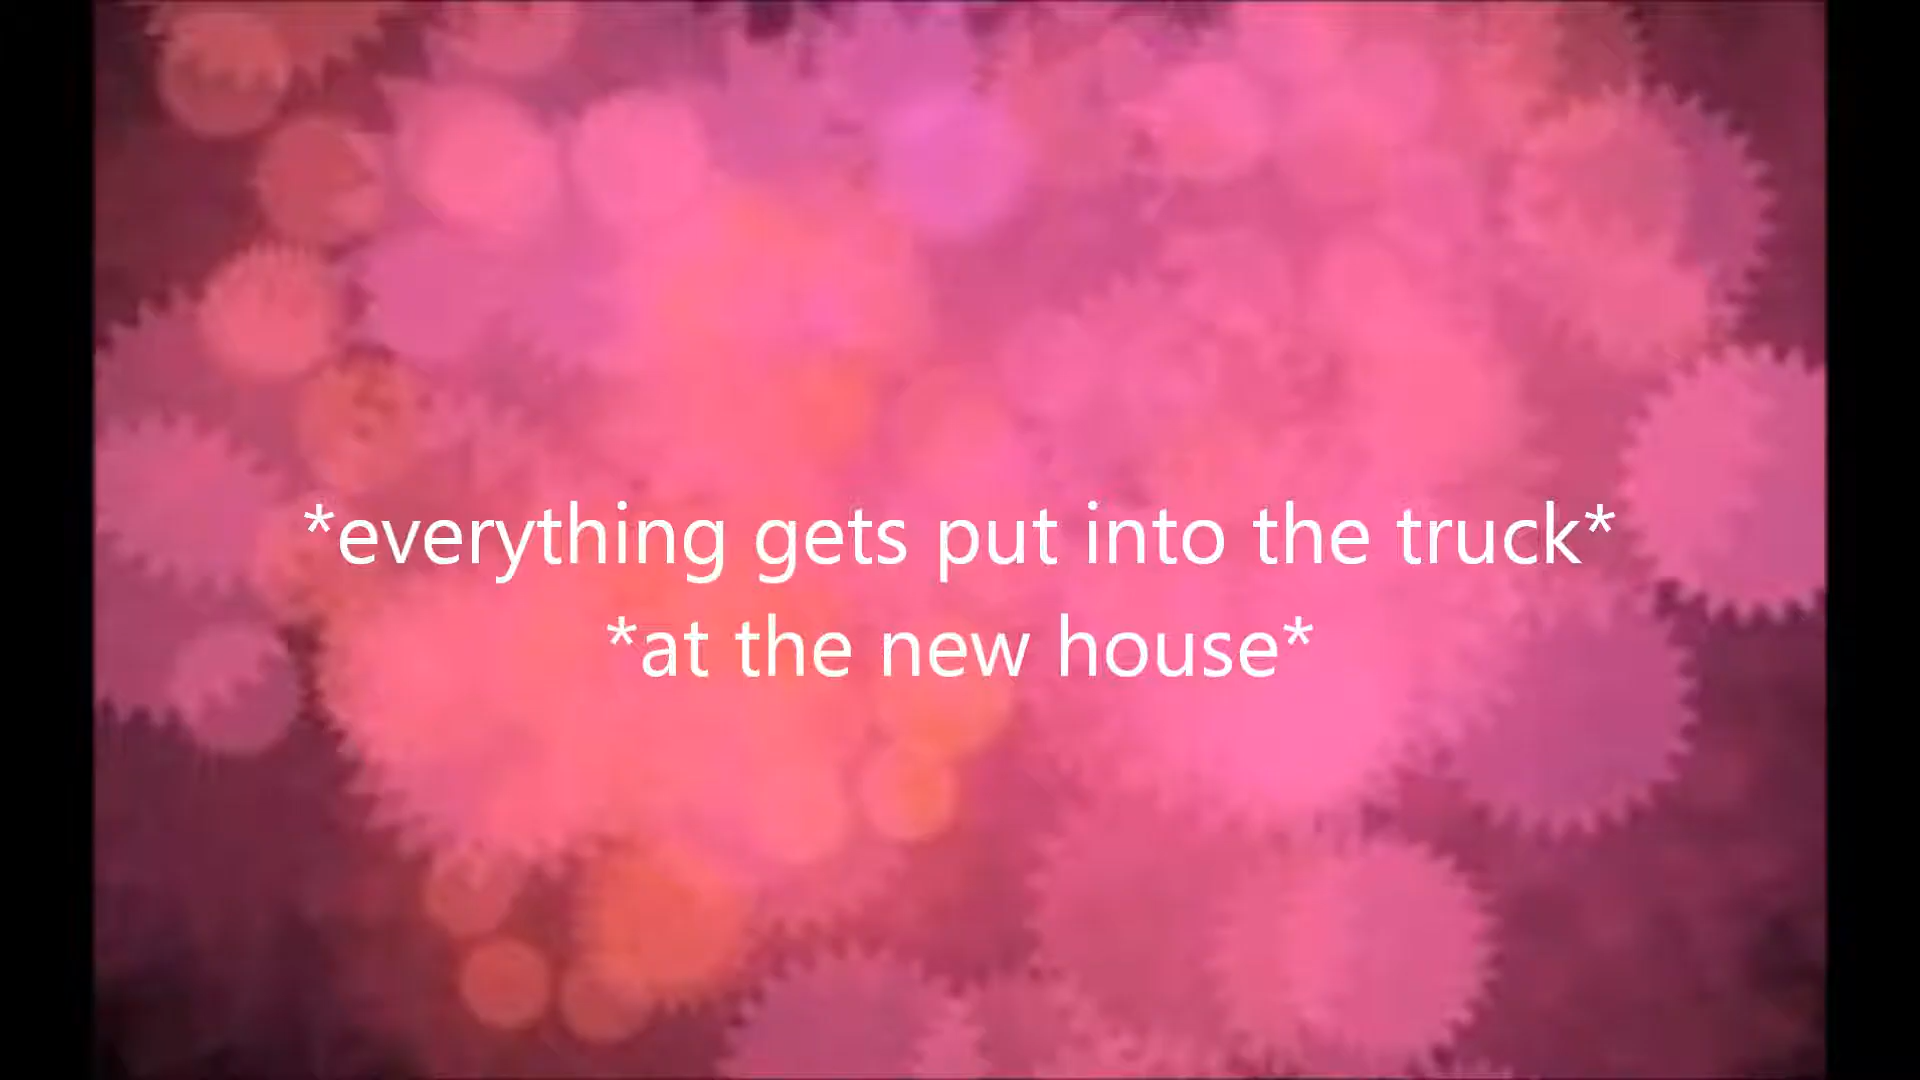 *everything gets put into the truck*
*at the new house*